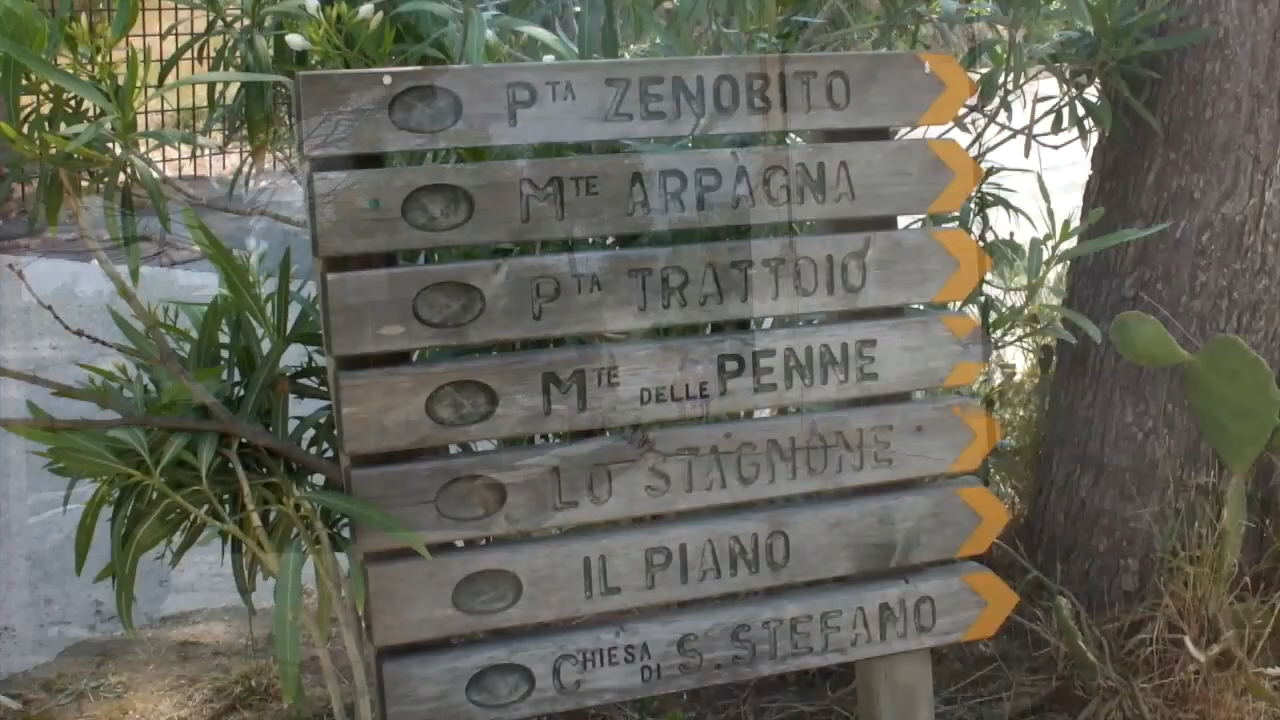 PTA ZENOBITO
MTE ARPAGNA
PTA TRATTOIO
MTE DELLE PENNE
LO STAGNONE
IL PIANO
CHIESA DI S. STEFANO